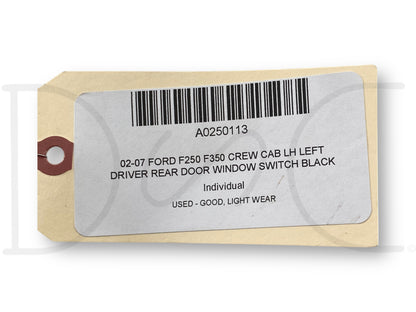 A0250113
02-07 FORD F250 F350 CREW CAB LH LEFT
DRIVER REAR DOOR WINDOW SWITCH BLACK
Individual
USED - GOOD, LIGHT WEAR